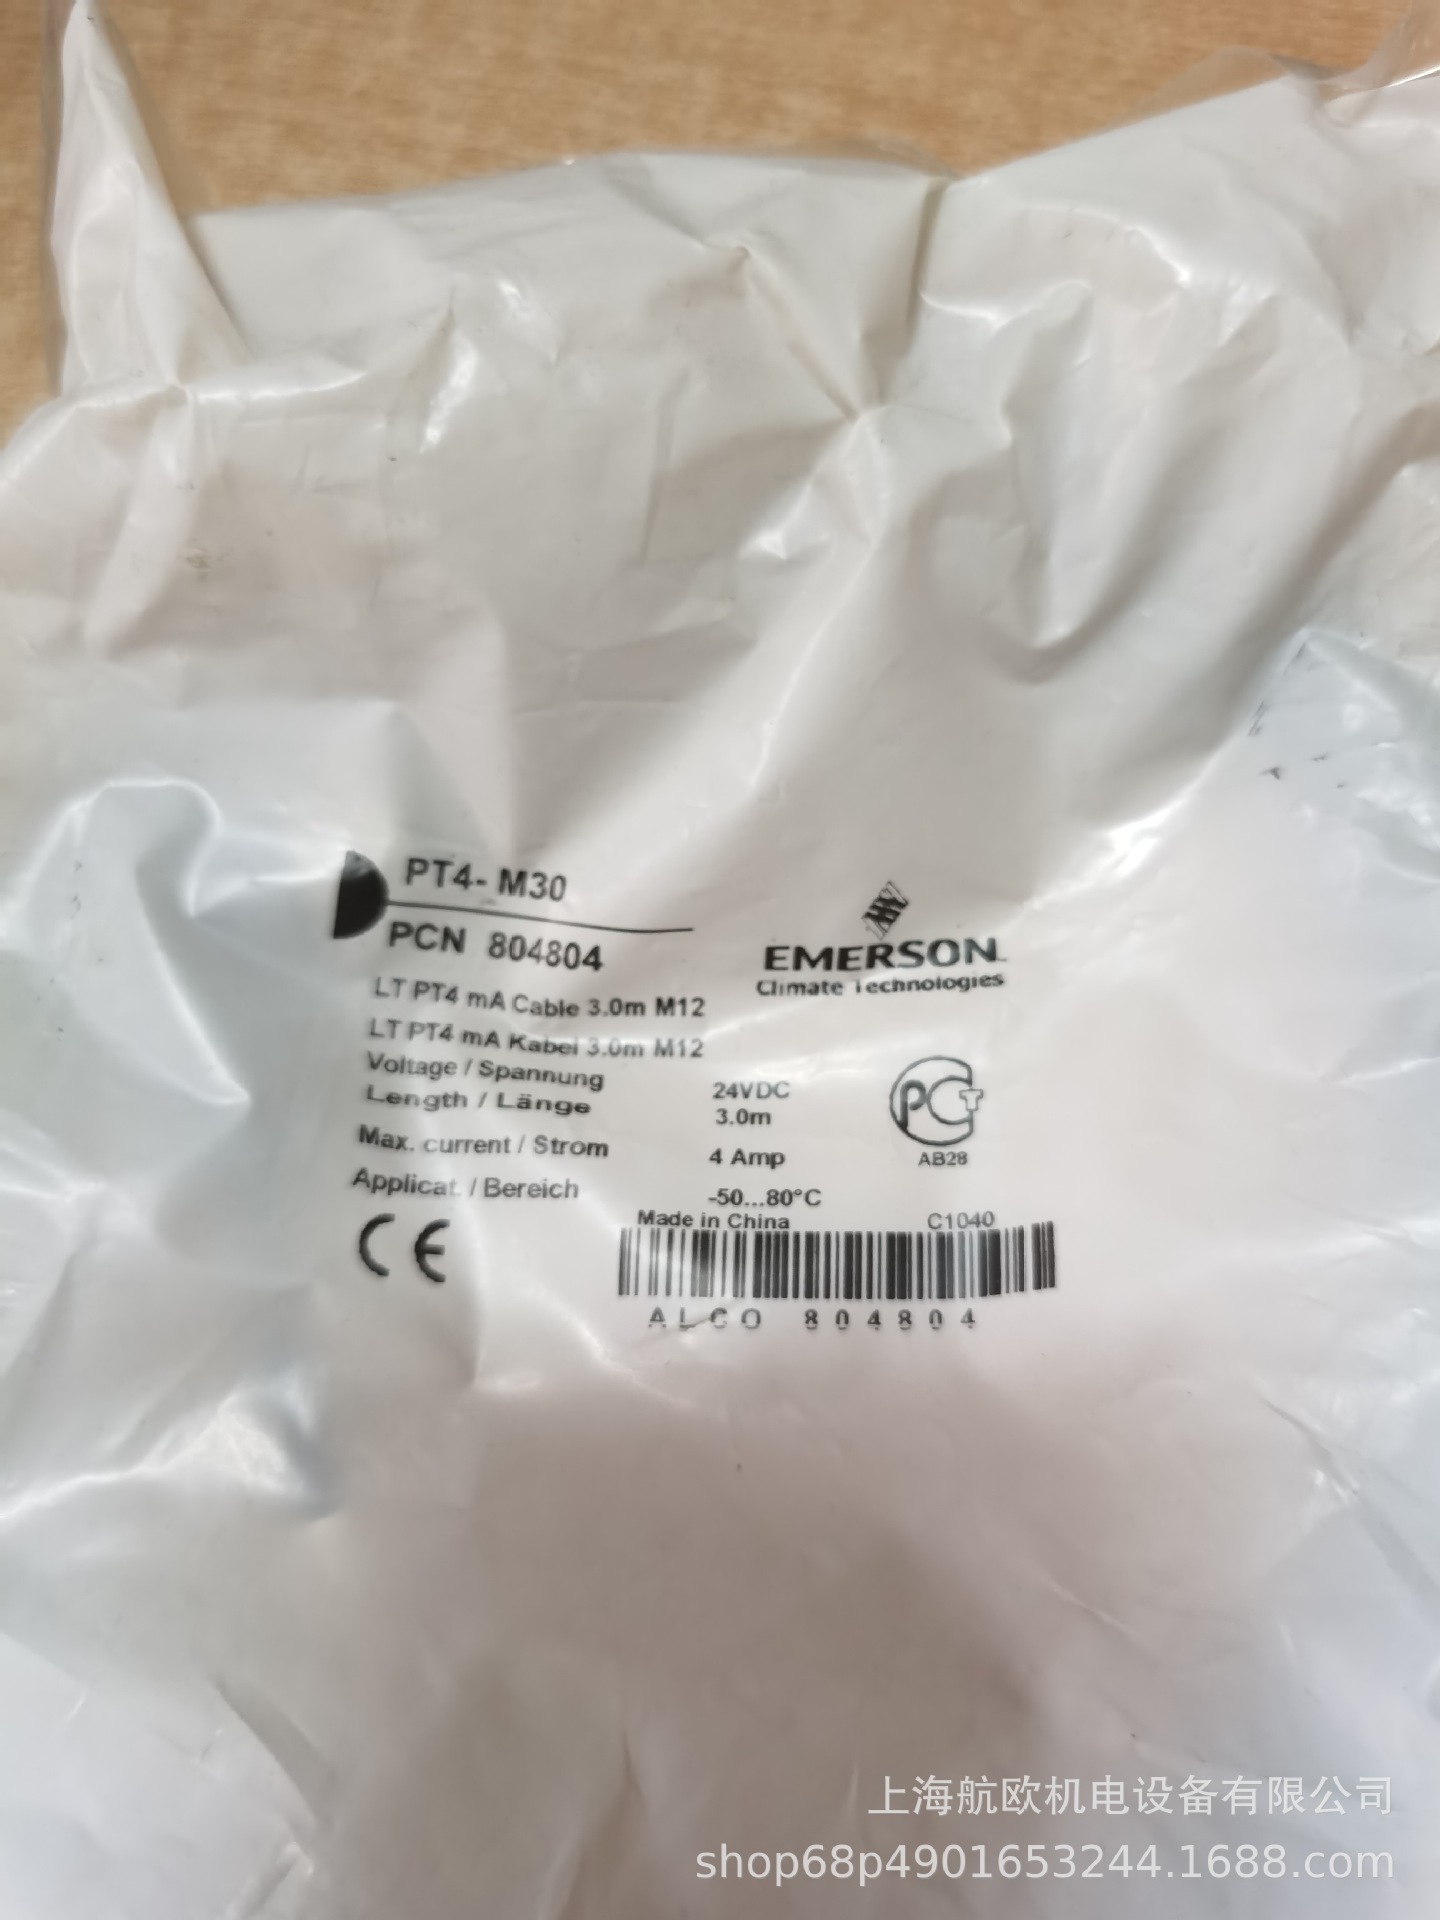 PT4- M30
PCN 804804
EMERSON
Climate Technologies
LT PT4 mA Cable 3.0m M12
LT PT4 mA Kabel 3.0m M12
Voltage / Spannung 24VDC
Length / Länge 3.0m
Max. current / Strom 4 Amp
Applicat. / Bereich -50...80°C
PCT
AB28
Made in China C1040
CE
ALCO 804804
上海航欧机电设备有限公司
shop68p4901653244.1688.com